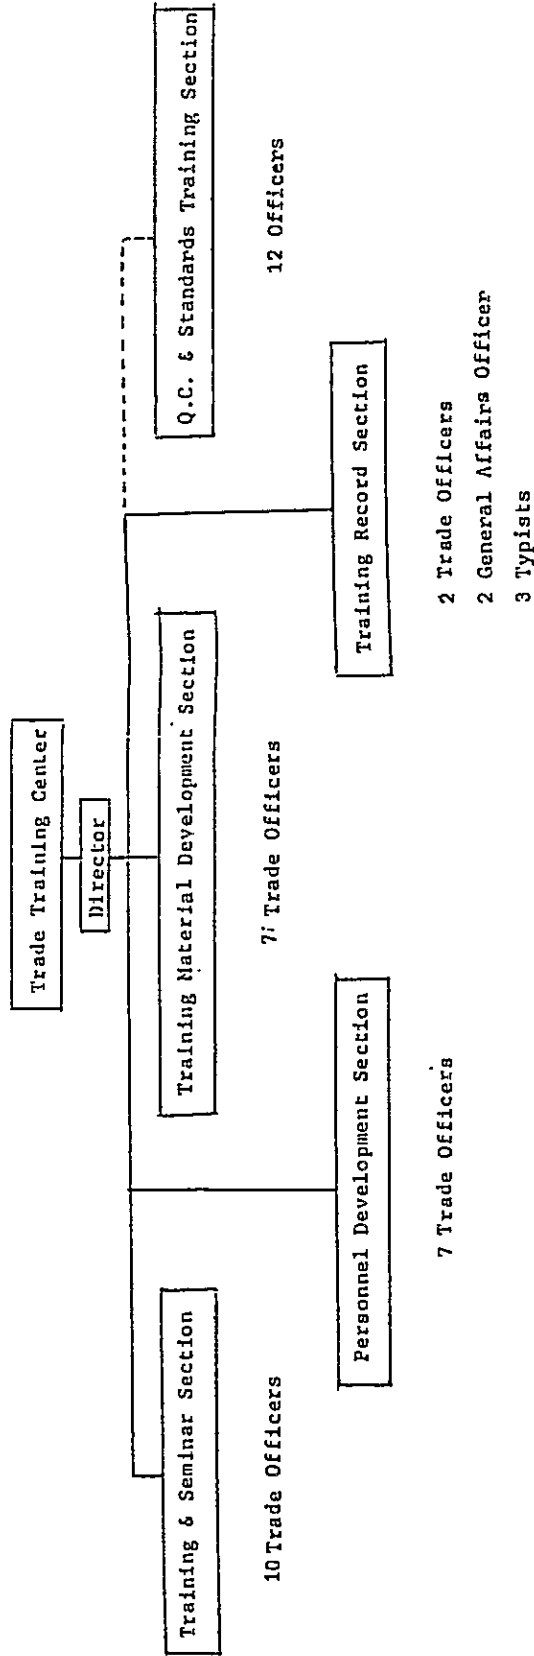 Trade Training Center
Director
Training & Seminar Section
10 Trade Officers
Personnel Development Section
7 Trade Officers
Training Material Development Section
7 Trade Officers
Training Record Section
2 Trade Officers
2 General Affairs Officer
3 Typists
Q.C. & Standards Training Section
12 Officers